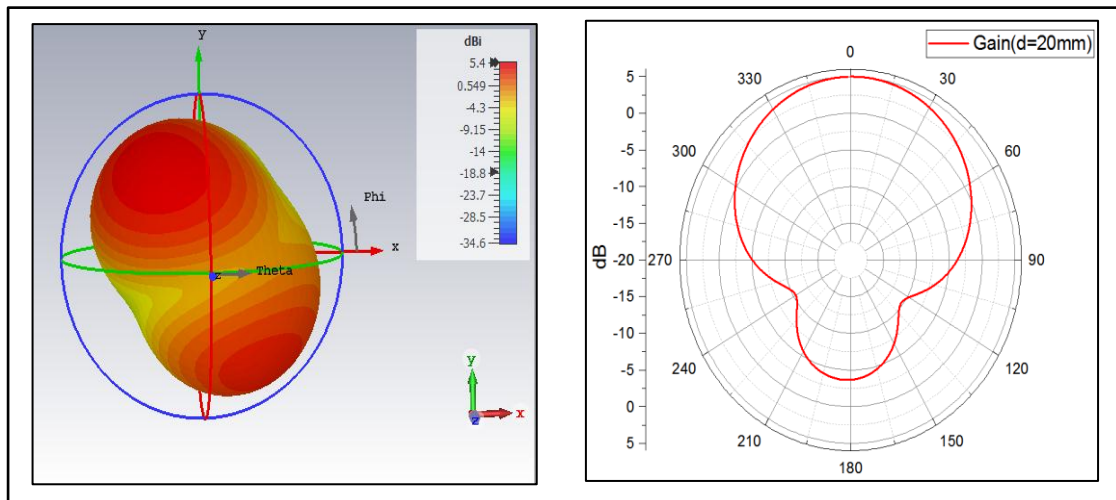 y
dBi
5.4
0.549
-4.3
-9.15
-14
-18.8
-23.7
-28.5
-34.6
Phi
x
Theta
z
y
x
z
Gain(d=20mm)
0
330
30
300
60
270
90
240
120
210
150
180
dB
5
0
-5
-10
-15
-20
-15
-10
-5
0
5